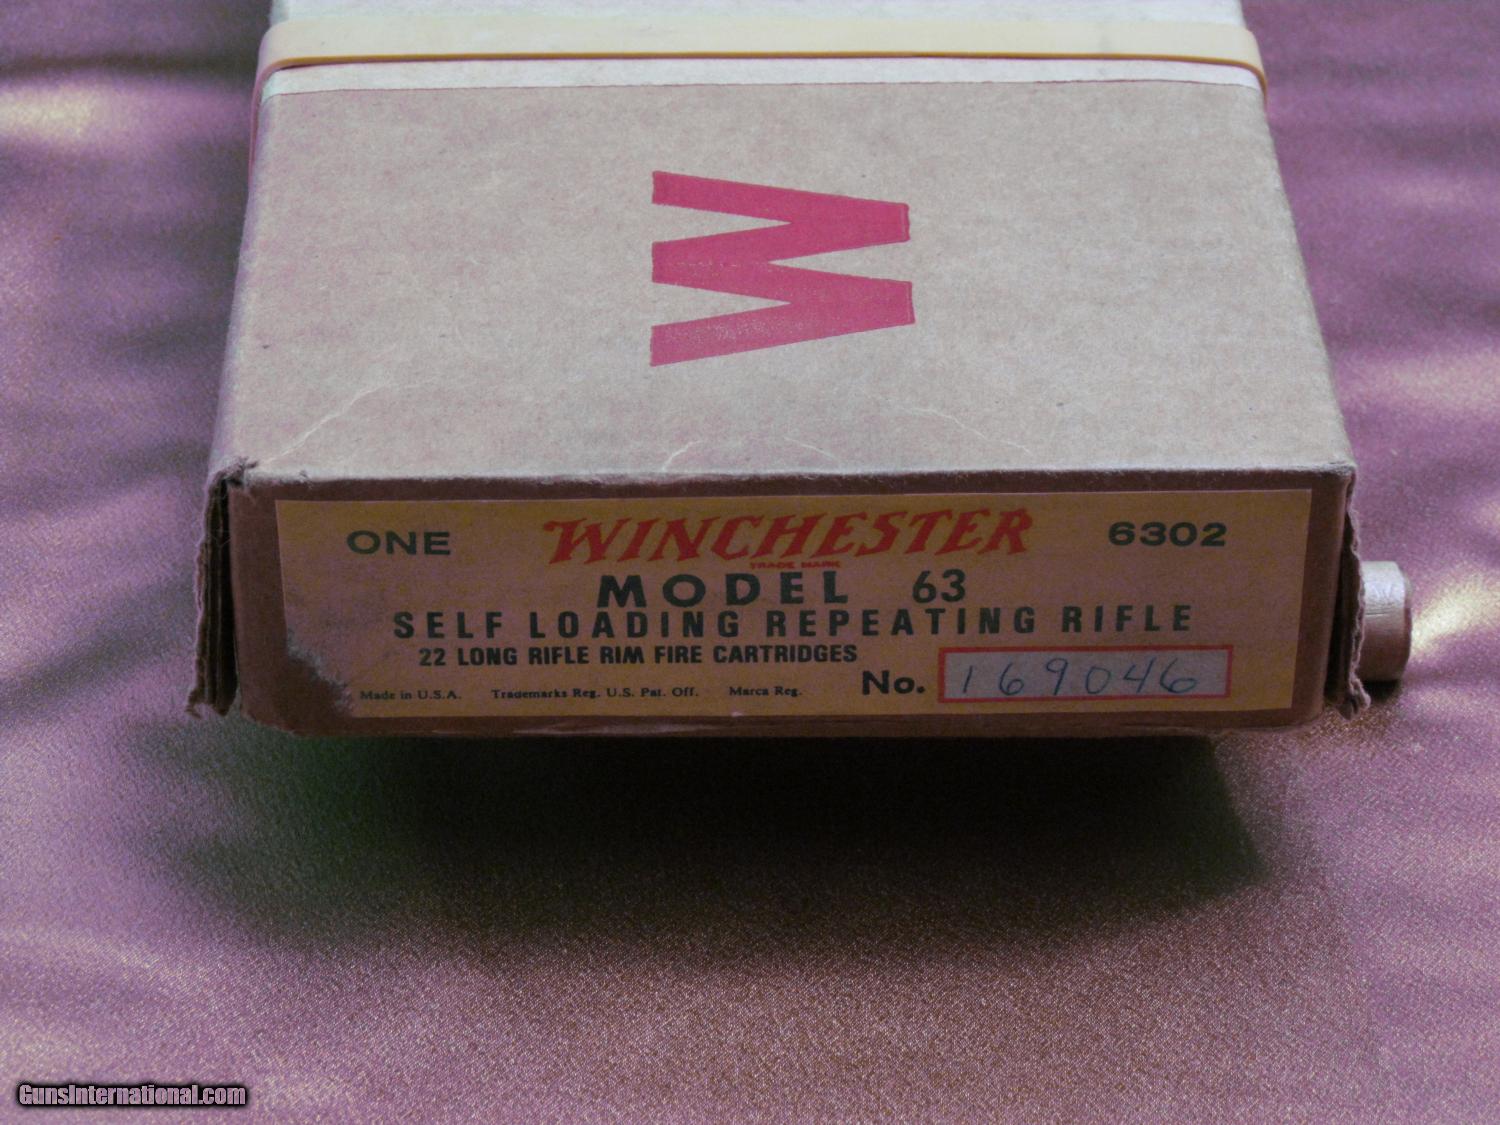 W
ONE WINCHESTER 6302
TRADE MARK
MODEL 63
SELF LOADING REPEATING RIFLE
22 LONG RIFLE RIM FIRE CARTRIDGES
Made in U.S.A. Trademarks Reg. U.S. Pat. Off. Marca Reg. No. 169046
GunsInternational.com